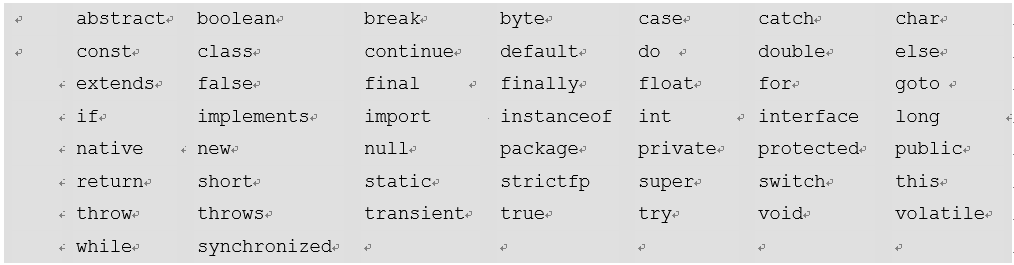 abstract boolean break byte case catch char
const class continue default do double else
extends false final finally float for goto
if implements import instanceof int interface long
native new null package private protected public
return short static strictfp super switch this
throw throws transient true try void volatile
while synchronized